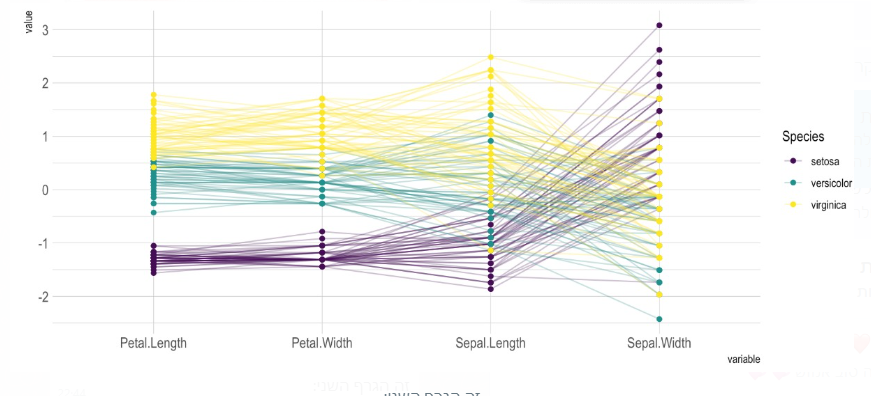 value
3
2
1
0
-1
-2
Petal.Length
Petal.Width
Sepal.Length
Sepal.Width
variable
Species
setosa
versicolor
virginica